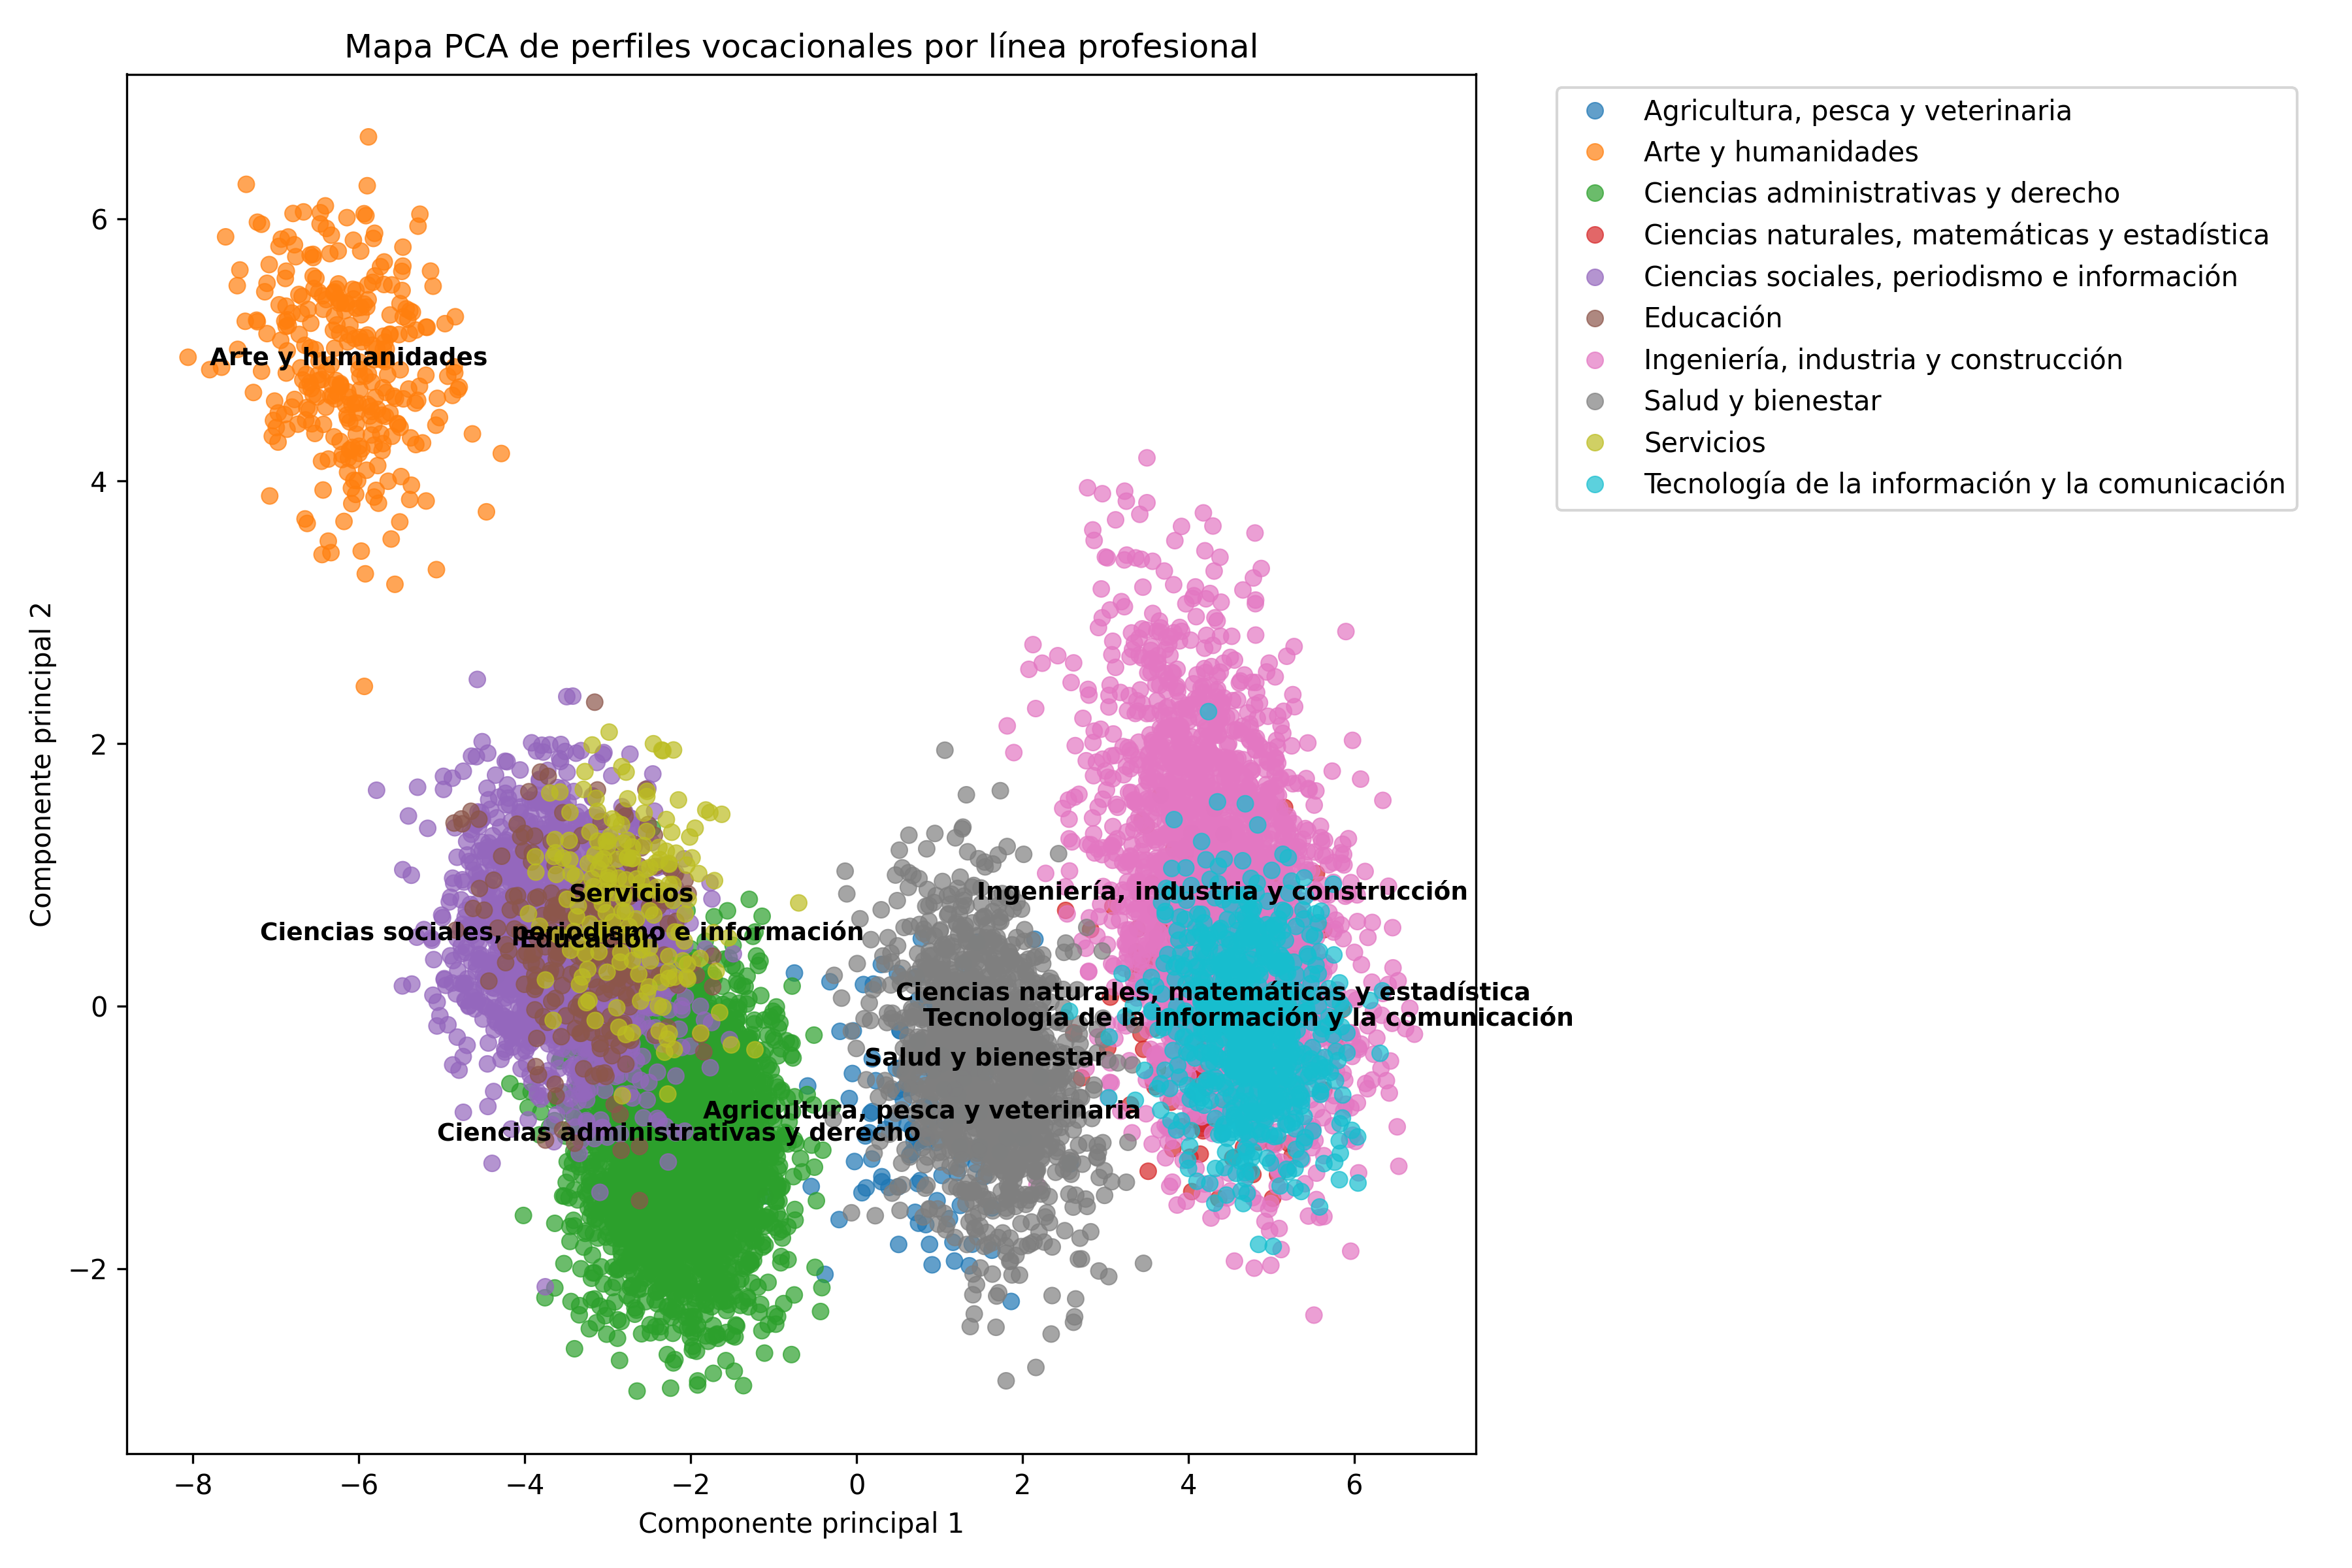 Mapa PCA de perfiles vocacionales por línea profesional
Agricultura, pesca y veterinaria
Arte y humanidades
Ciencias administrativas y derecho
Ciencias naturales, matemáticas y estadística
Ciencias sociales, periodismo e información
Educación
Ingeniería, industria y construcción
Salud y bienestar
Servicios
Tecnología de la información y la comunicación
Componente principal 2
6
4
2
0
−2
Arte y humanidades
Servicios
Ingeniería, industria y construcción
Ciencias sociales, periodismo e información
Educación
Ciencias naturales, matemáticas y estadística
Tecnología de la información y la comunicación
Salud y bienestar
Agricultura, pesca y veterinaria
Ciencias administrativas y derecho
−8 −6 −4 −2 0 2 4 6
Componente principal 1